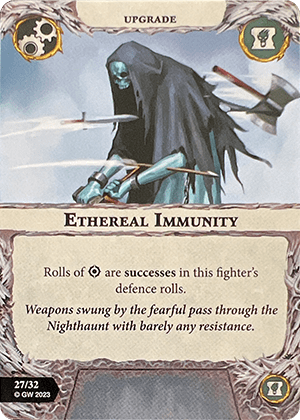 UPGRADE
ETHEREAL IMMUNITY
Rolls of are successes in this fighter's
defence rolls.
Weapons swung by the fearful pass through the
Nighthaunt with barely any resistance.
27/32
© GW 2023